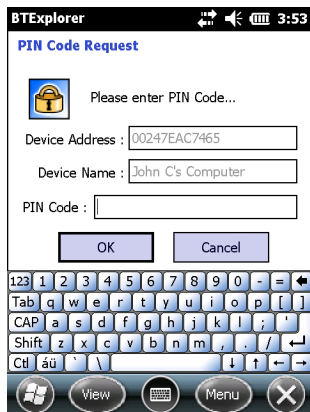 BTExplorer 3:53
PIN Code Request
Please enter PIN Code...
Device Address : 00247EAC7465
Device Name : John C's Computer
PIN Code :
OK Cancel
123 1 2 3 4 5 6 7 8 9 0 - =
Tab q w e r t y u i o p [ ]
CAP a s d f g h j k l ; '
Shift z x c v b n m , . /
Ctl áü ` \
View Menu